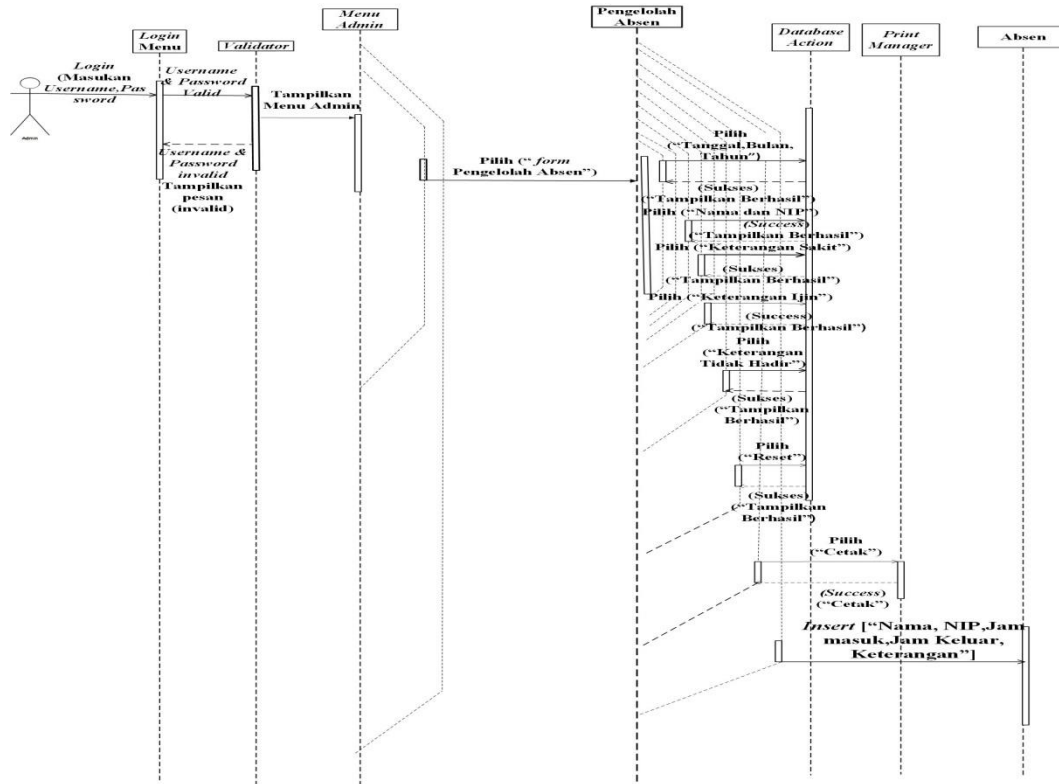 Menu
Admin
Pengelolah
Absen
Login
Menu
Validator
Database
Action
Print
Manager
Absen
Login
(Masukan
Username,Pas
sword
Admin
Username
& Password
Valid
Tampilkan
Menu Admin
Username &
Password
invalid
Tampilkan
pesan
(invalid)
Pilih (“ form
Pengelolah Absen”)
Pilih
(“Tanggal,Bulan,
Tahun”)
(Sukses)
(“Tampilkan Berhasil”)
Pilih (“Nama dan NIP”)
(Success)
(“Tampilkan Berhasil”)
Pilih (“Keterangan Sakit”)
(Sukses)
(“Tampilkan Berhasil”)
Pilih (“Keterangan Ijin”)
(Success)
(“Tampilkan Berhasil”)
Pilih
(“Keterangan
Tidak Hadir”)
(Sukses)
(“Tampilkan
Berhasil”)
Pilih
(“Reset”)
(Sukses)
(“Tampilkan
Berhasil”)
Pilih
(“Cetak”)
(Success)
(“Cetak”)
Insert [“Nama, NIP,Jam
masuk,Jam Keluar,
Keterangan”]